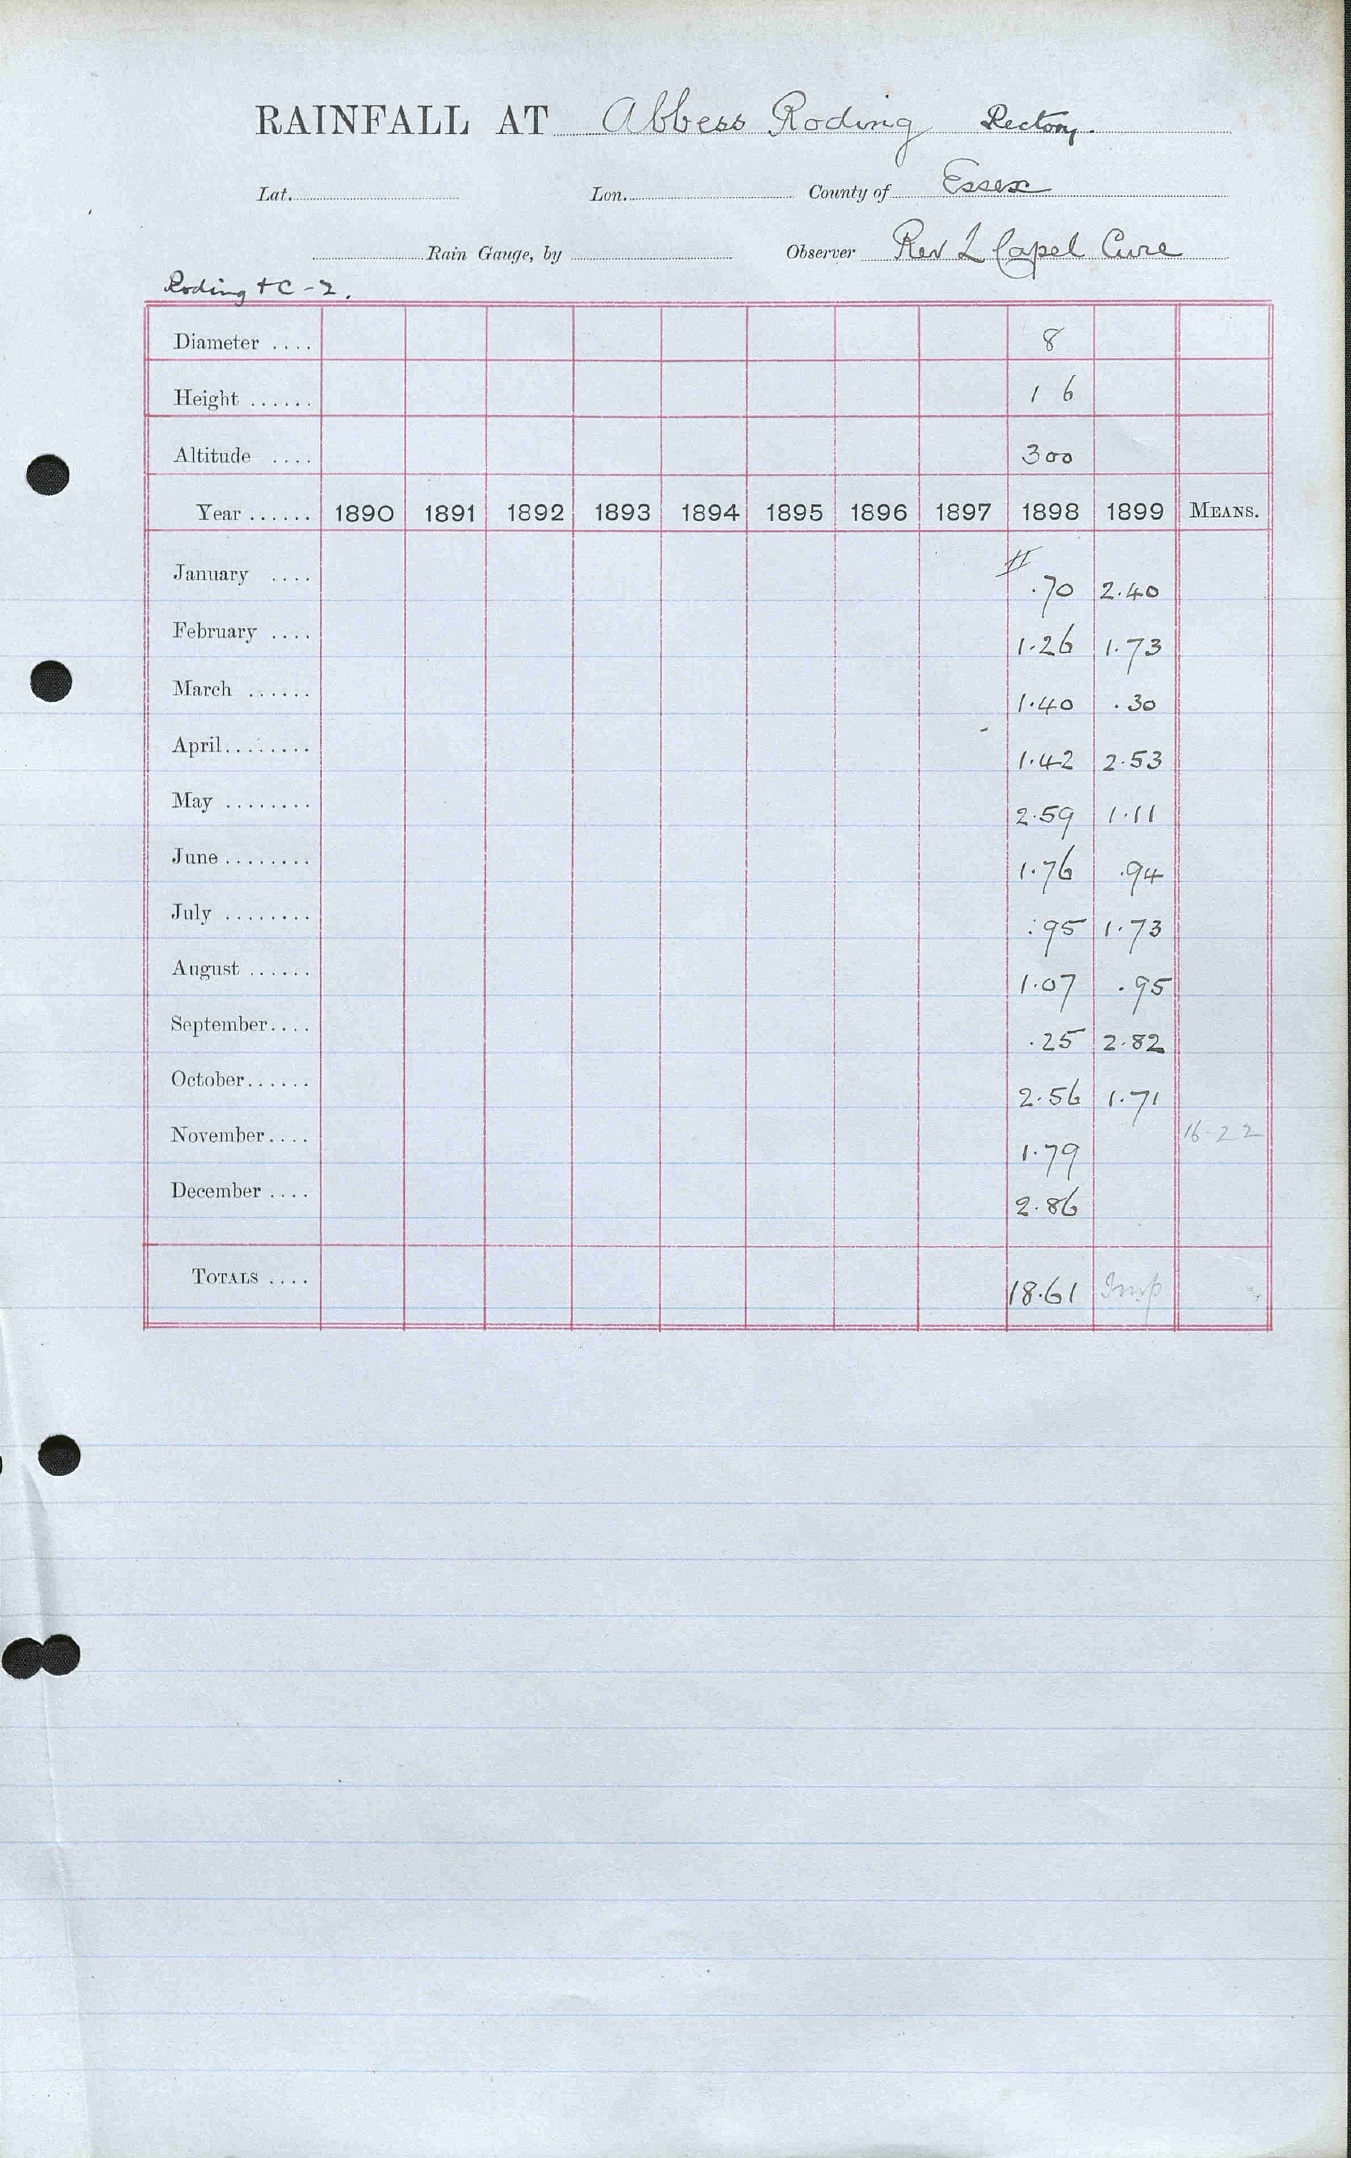 RAINFALL AT Abbess Roding Rectory.
Lat. Lon. County of Essex
Rain Gauge, by Observer Rev L Capel Cure
Roding + C - 2.
Diameter .... 8
Height ...... 1 6
Altitude .... 300
Year ...... 1890 1891 1892 1893 1894 1895 1896 1897 1898 1899 MEANS.
January .... # .70 2.40
February .... 1.26 1.73
March ...... 1.40 .30
April........ 1.42 2.53
May ........ 2.59 1.11
June ........ 1.76 .94
July ........ .95 1.73
August ...... 1.07 .95
September.... .25 2.82
October...... 2.56 1.71
November.... 1.79 16.22
December .... 2.86
TOTALS .... 18.61 Imp